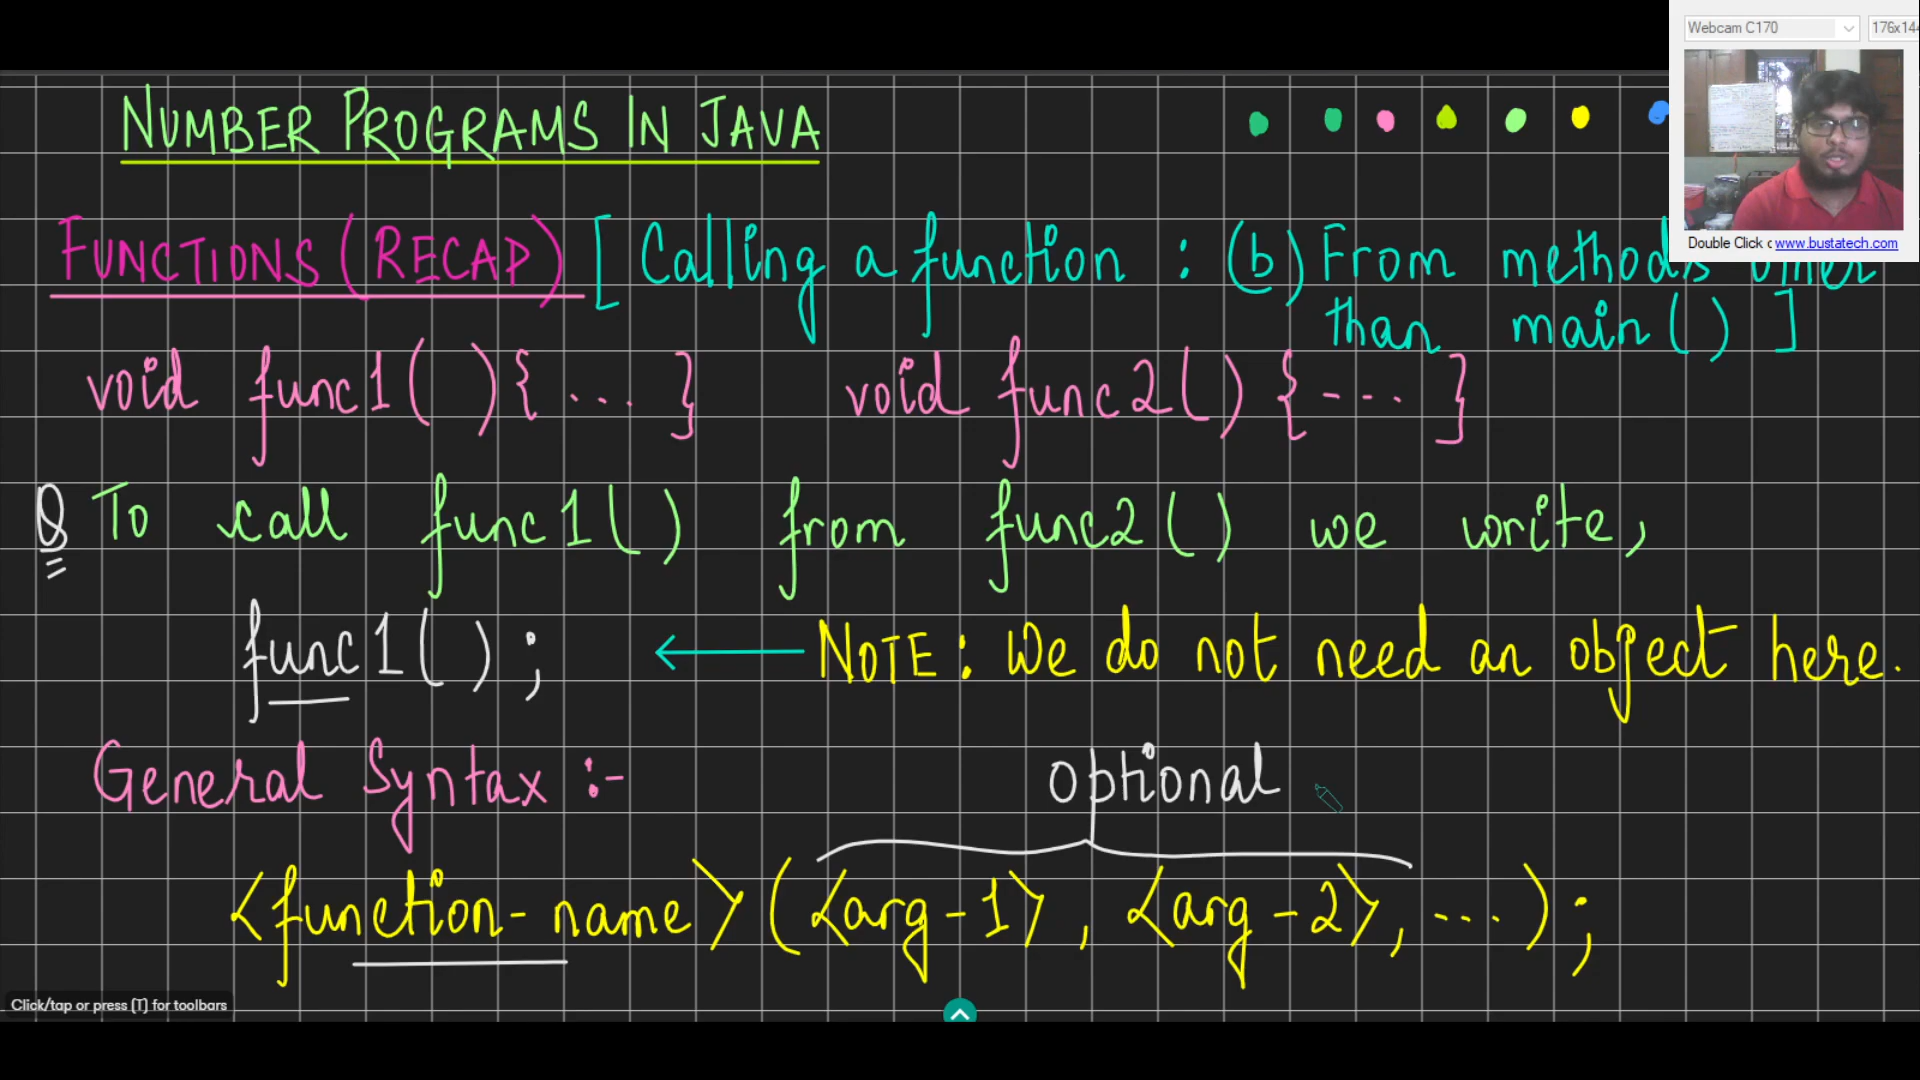 Webcam C170
NUMBER PROGRAMS IN JAVA
Double Click www.bustatech.com
FUNCTIONS (RECAP) [ Calling a function : (b) From methods other
than main( ) ]
void func1( ){ ... } void func2( ) { ---- }
Q To call func1( ) from func2( ) we write,
func1( ) ; ← NOTE : We do not need an object here.
General Syntax :-
Optional
<function-name> (<arg-1> , <arg-2>, ... ) ;
Click/tap or press (T) for toolbars